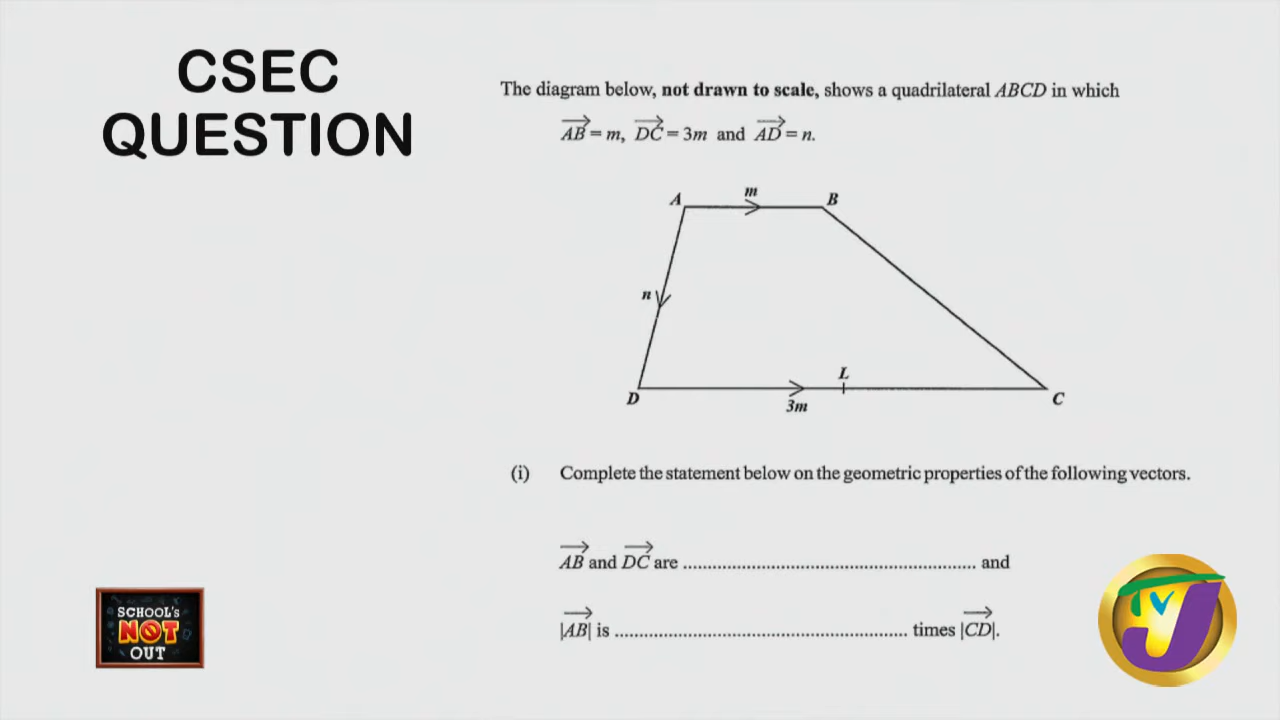 CSEC
QUESTION
The diagram below, not drawn to scale, shows a quadrilateral ABCD in which
AB = m, DC = 3m and AD = n.
A
m
B
n
L
D
3m
C
(i) Complete the statement below on the geometric properties of the following vectors.
AB and DC are ........................................................ and
|AB| is ........................................................ times |CD|.
SCHOOL's
NOT
OUT
TVJ